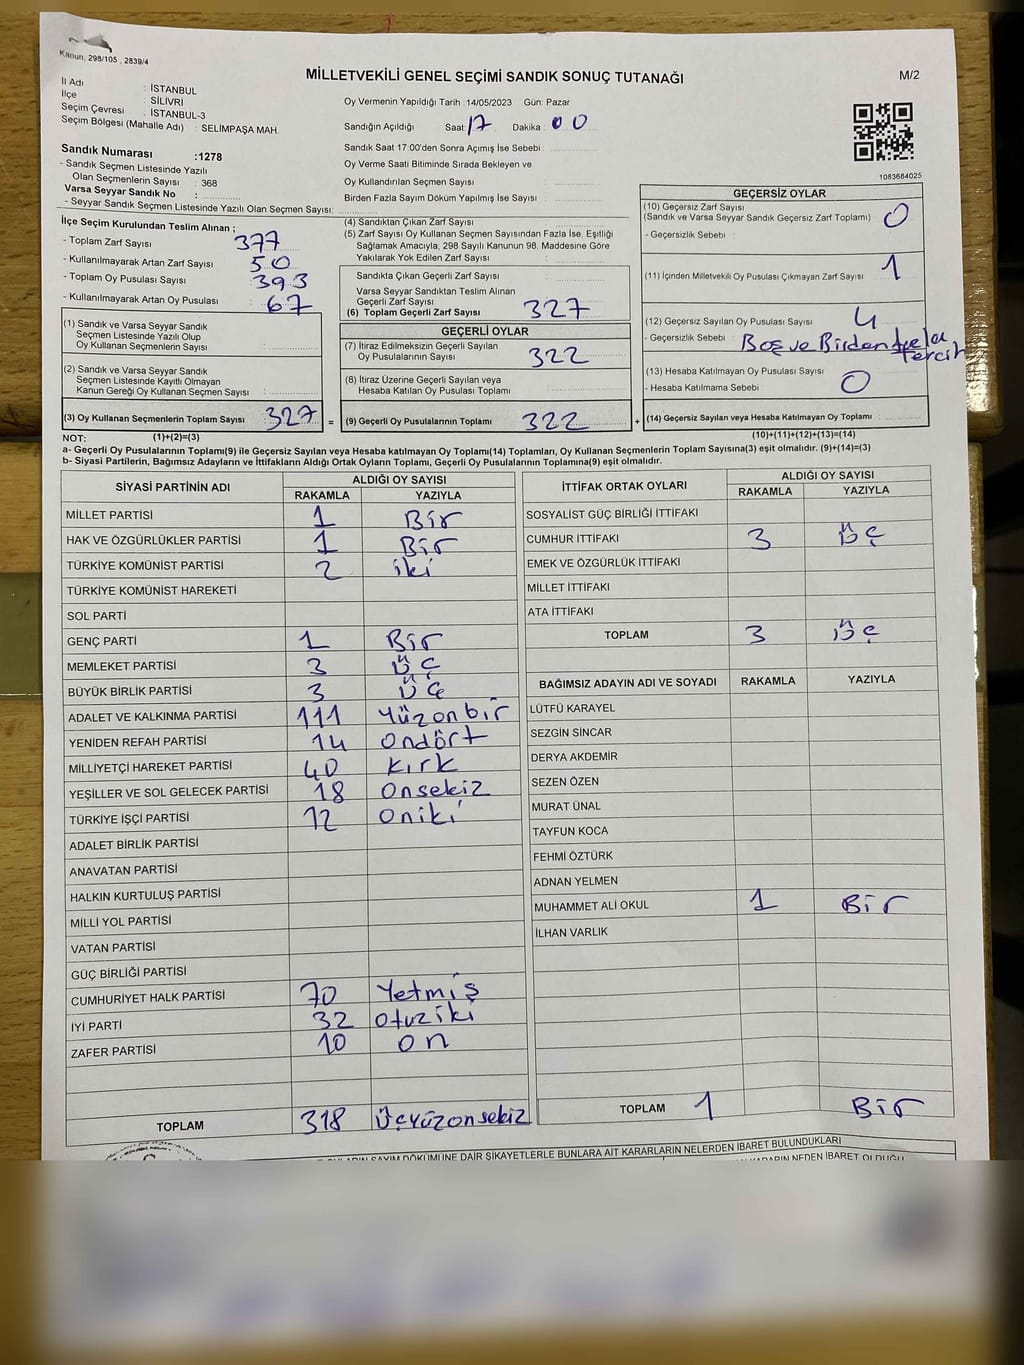 Kanun, 298/105 , 2839/4
MİLLETVEKİLİ GENEL SEÇİMİ SANDIK SONUÇ TUTANAĞI
M/2
İl Adı : İSTANBUL
İlçe : SİLİVRİ
Seçim Çevresi : İSTANBUL-3
Seçim Bölgesi (Mahalle Adı) : SELİMPAŞA MAH.
Sandık Numarası :1278
- Sandık Seçmen Listesinde Yazılı
Olan Seçmenlerin Sayısı : 368
Varsa Seyyar Sandık No :
- Seyyar Sandık Seçmen Listesinde Yazılı Olan Seçmen Sayısı:
Oy Vermenin Yapıldığı Tarih :14/05/2023 Gün: Pazar
Sandığın Açıldığı Saat: 17 Dakika : 00
Sandık Saat 17:00'den Sonra Açımış İse Sebebi :
Oy Verme Saati Bitiminde Sırada Bekleyen ve
Oy Kullandırılan Seçmen Sayısı
Birden Fazla Sayım Döküm Yapılmış İse Sayısı :
1083684025
İlçe Seçim Kurulundan Teslim Alınan ;
- Toplam Zarf Sayısı 377
- Kullanılmayarak Artan Zarf Sayısı 50
- Toplam Oy Pusulası Sayısı : 393
- Kullanılmayarak Artan Oy Pusulası : 67
(1) Sandık ve Varsa Seyyar Sandık
Seçmen Listesinde Yazılı Olup
Oy Kullanan Seçmenlerin Sayısı :
(2) Sandık ve Varsa Seyyar Sandık
Seçmen Listesinde Kayıtlı Olmayan
Kanun Gereği Oy Kullanan Seçmen Sayısı :
(3) Oy Kullanan Seçmenlerin Toplam Sayısı : 327 =
(4) Sandıktan Çıkan Zarf Sayısı :
(5) Zarf Sayısı Oy Kullanan Seçmen Sayısından Fazla İse, Eşitliği
Sağlamak Amacıyla, 298 Sayılı Kanunun 98. Maddesine Göre
Yakılarak Yok Edilen Zarf Sayısı :
Sandıkta Çıkan Geçerli Zarf Sayısı :
Varsa Seyyar Sandıktan Teslim Alınan
Geçerli Zarf Sayısı :
(6) Toplam Geçerli Zarf Sayısı : 327
GEÇERLİ OYLAR
(7) İtiraz Edilmeksizin Geçerli Sayılan
Oy Pusulalarının Sayısı : 322
(8) İtiraz Üzerine Geçerli Sayılan veya
Hesaba Katılan Oy Pusulaları Toplamı :
(9) Geçerli Oy Pusulalarının Toplamı : 322 +
GEÇERSİZ OYLAR
(10) Geçersiz Zarf Sayısı
(Sandık ve Varsa Seyyar Sandık Geçersiz Zarf Toplamı) : 0
- Geçersizlik Sebebi :
(11) İçinden Milletvekili Oy Pusulası Çıkmayan Zarf Sayısı : 1
(12) Geçersiz Sayılan Oy Pusulası Sayısı : 4
- Geçersizlik Sebebi : Boş ve Birden
tercih
(13) Hesaba Katılmayan Oy Pusulası Sayısı :
- Hesaba Katılmama Sebebi : 0
(14) Geçersiz Sayılan veya Hesaba Katılmayan Oy Toplamı :
NOT: (1)+(2)=(3) (10)+(11)+(12)+(13)=(14)
a- Geçerli Oy Pusulalarının Toplamı(9) ile Geçersiz Sayılan veya Hesaba katılmayan Oy Toplamı(14) Toplamları, Oy Kullanan Seçmenlerin Toplam Sayısına(3) eşit olmalıdır. (9)+(14)=(3)
b- Siyasi Partilerin, Bağımsız Adayların ve İttifakların Aldığı Ortak Oyların Toplamı, Geçerli Oy Pusulalarının Toplamına(9) eşit olmalıdır.
SİYASİ PARTİNİN ADI ALDIĞI OY SAYISI
RAKAMLA YAZIYLA
MİLLET PARTİSİ 1 Bir
HAK VE ÖZGÜRLÜKLER PARTİSİ 1 Bir
TÜRKİYE KOMÜNİST PARTİSİ 2 iki
TÜRKİYE KOMÜNİST HAREKETİ
SOL PARTİ
GENÇ PARTİ 1 Bir
MEMLEKET PARTİSİ 3 Üç
BÜYÜK BİRLİK PARTİSİ 3 Üç
ADALET VE KALKINMA PARTİSİ 111 Yüzonbir
YENİDEN REFAH PARTİSİ 14 Ondört
MİLLİYETÇİ HAREKET PARTİSİ 40 Kırk
YEŞİLLER VE SOL GELECEK PARTİSİ 18 Onsekiz
TÜRKİYE İŞÇİ PARTİSİ 12 Oniki
ADALET BİRLİK PARTİSİ
ANAVATAN PARTİSİ
HALKIN KURTULUŞ PARTİSİ
MİLLİ YOL PARTİSİ
VATAN PARTİSİ
GÜÇ BİRLİĞİ PARTİSİ
CUMHURİYET HALK PARTİSİ 70 Yetmiş
İYİ PARTİ 32 Otuziki
ZAFER PARTİSİ 10 on
TOPLAM 318 Üçyüzonsekiz
İTTİFAK ORTAK OYLARI ALDIĞI OY SAYISI
RAKAMLA YAZIYLA
SOSYALİST GÜÇ BİRLİĞİ İTTİFAKI
CUMHUR İTTİFAKI 3 Üç
EMEK VE ÖZGÜRLÜK İTTİFAKI
MİLLET İTTİFAKI
ATA İTTİFAKI
TOPLAM 3 Üç
BAĞIMSIZ ADAYIN ADI VE SOYADI RAKAMLA YAZIYLA
LÜTFÜ KARAYEL
SEZGİN SİNCAR
DERYA AKDEMİR
SEZEN ÖZEN
MURAT ÜNAL
TAYFUN KOCA
FEHMİ ÖZTÜRK
ADNAN YELMEN
MUHAMMET ALİ OKUL 1 Bir
İLHAN VARLIK
TOPLAM 1 Bir
SAYIM DÖKÜMÜNE DAİR ŞİKAYETLERLE BUNLARA AİT KARARLARIN NELERDEN İBARET BULUNDUKLARI
NEDEN İBARET OLDUĞU